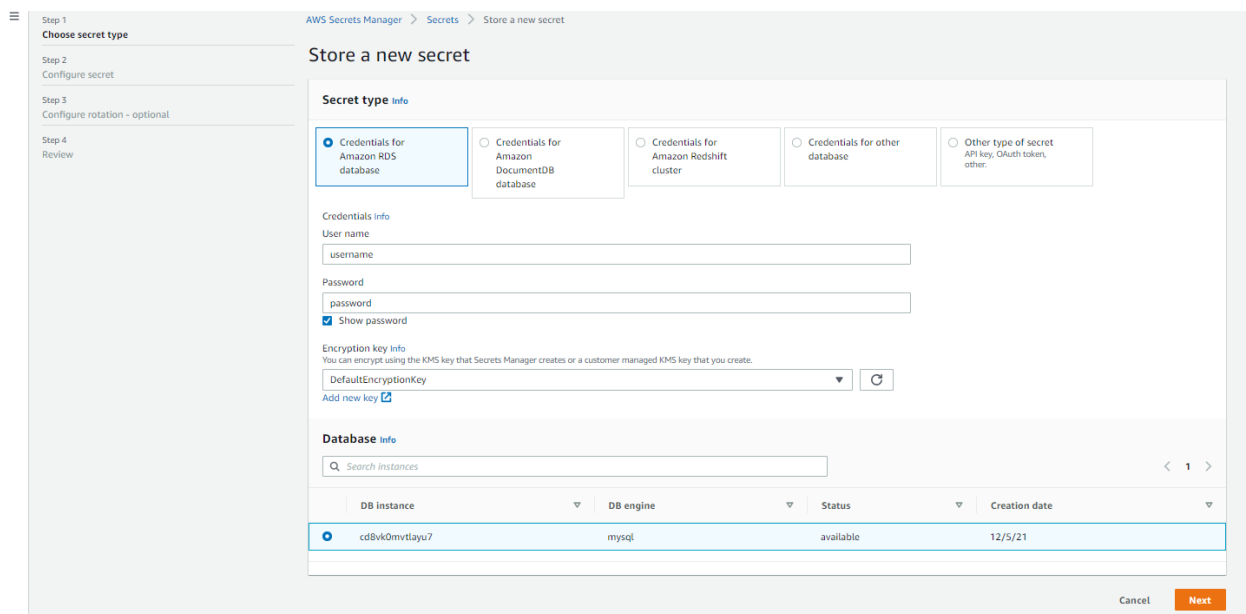 Step 1
Choose secret type
Step 2
Configure secret
Step 3
Configure rotation - optional
Step 4
Review
AWS Secrets Manager > Secrets > Store a new secret
Store a new secret
Secret type Info
Credentials for
Amazon RDS
database
Credentials for
Amazon
DocumentDB
database
Credentials for
Amazon Redshift
cluster
Credentials for other
database
Other type of secret
API key, OAuth token,
other.
Credentials Info
User name
username
Password
password
Show password
Encryption key Info
You can encrypt using the KMS key that Secrets Manager creates or a customer managed KMS key that you create.
DefaultEncryptionKey
Add new key
Database Info
Search instances
< 1 >
DB instance DB engine Status Creation date
cd8vk0mvtlayu7 mysql available 12/5/21
Cancel Next